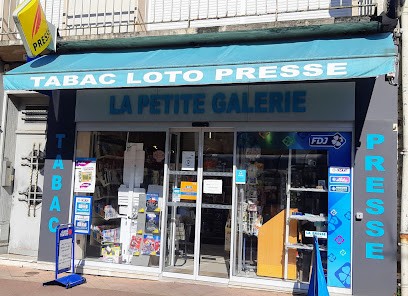 PRESSE
TABAC LOTO PRESSE
LA PETITE GALERIE
TABAC
FDJ
PRESSE